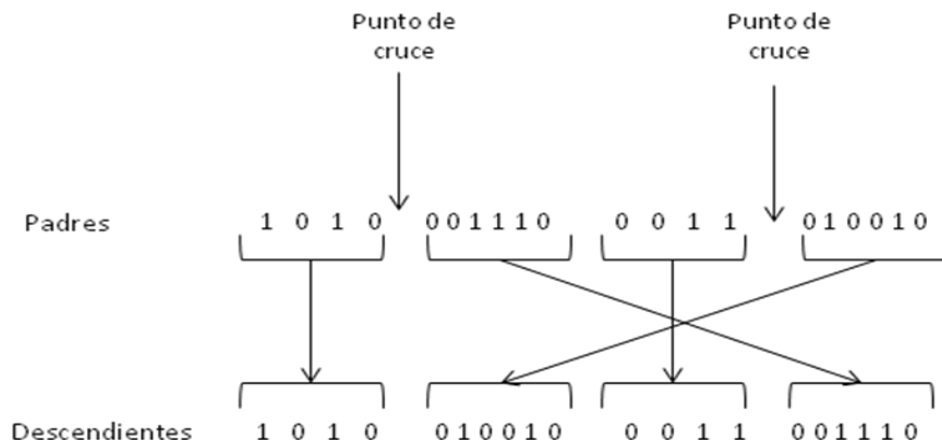 Punto de
cruce
Punto de
cruce
Padres 1 0 1 0 0 0 1 1 1 0 0 0 1 1 0 1 0 0 1 0
Descendientes 1 0 1 0 0 1 0 0 1 0 0 0 1 1 0 0 1 1 1 0